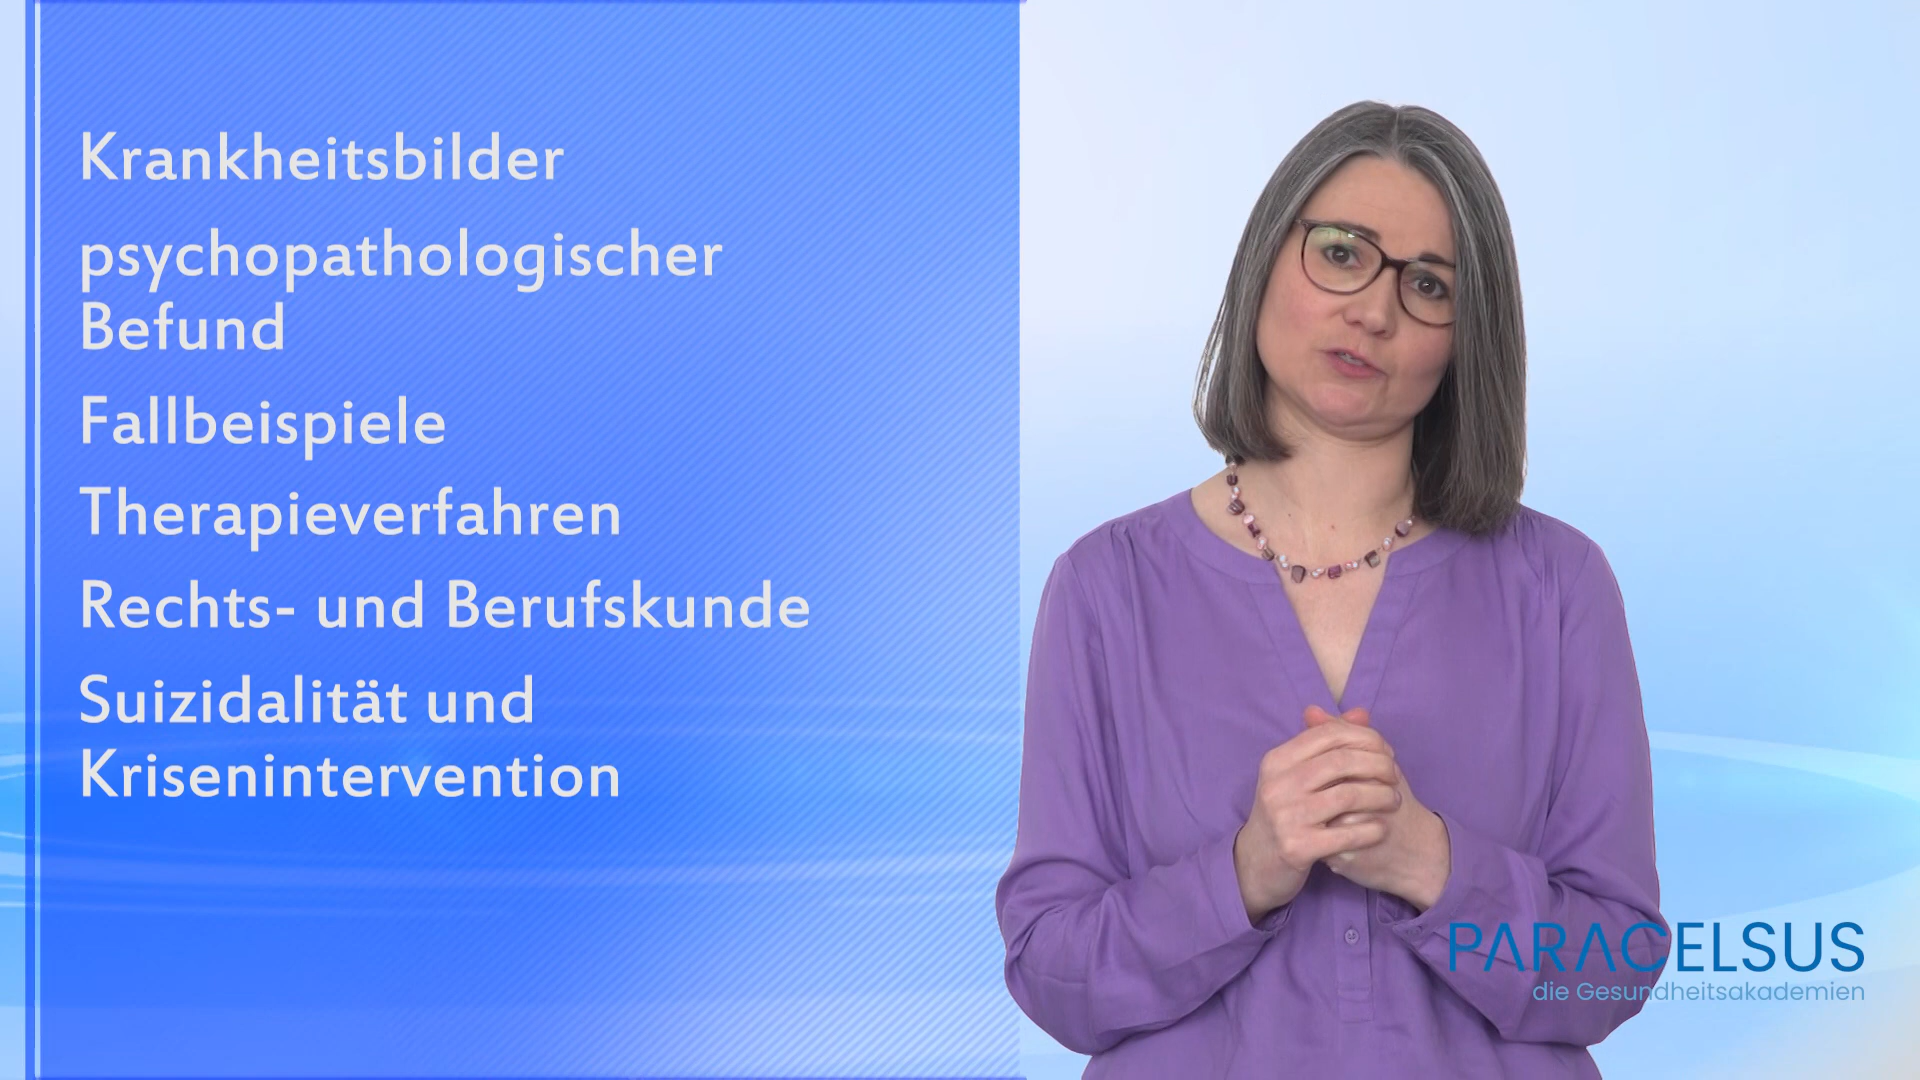 Krankheitsbilder
psychopathologischer
Befund
Fallbeispiele
Therapieverfahren
Rechts- und Berufskunde
Suizidalität und
Krisenintervention
PARACELSUS
die Gesundheitsakademien